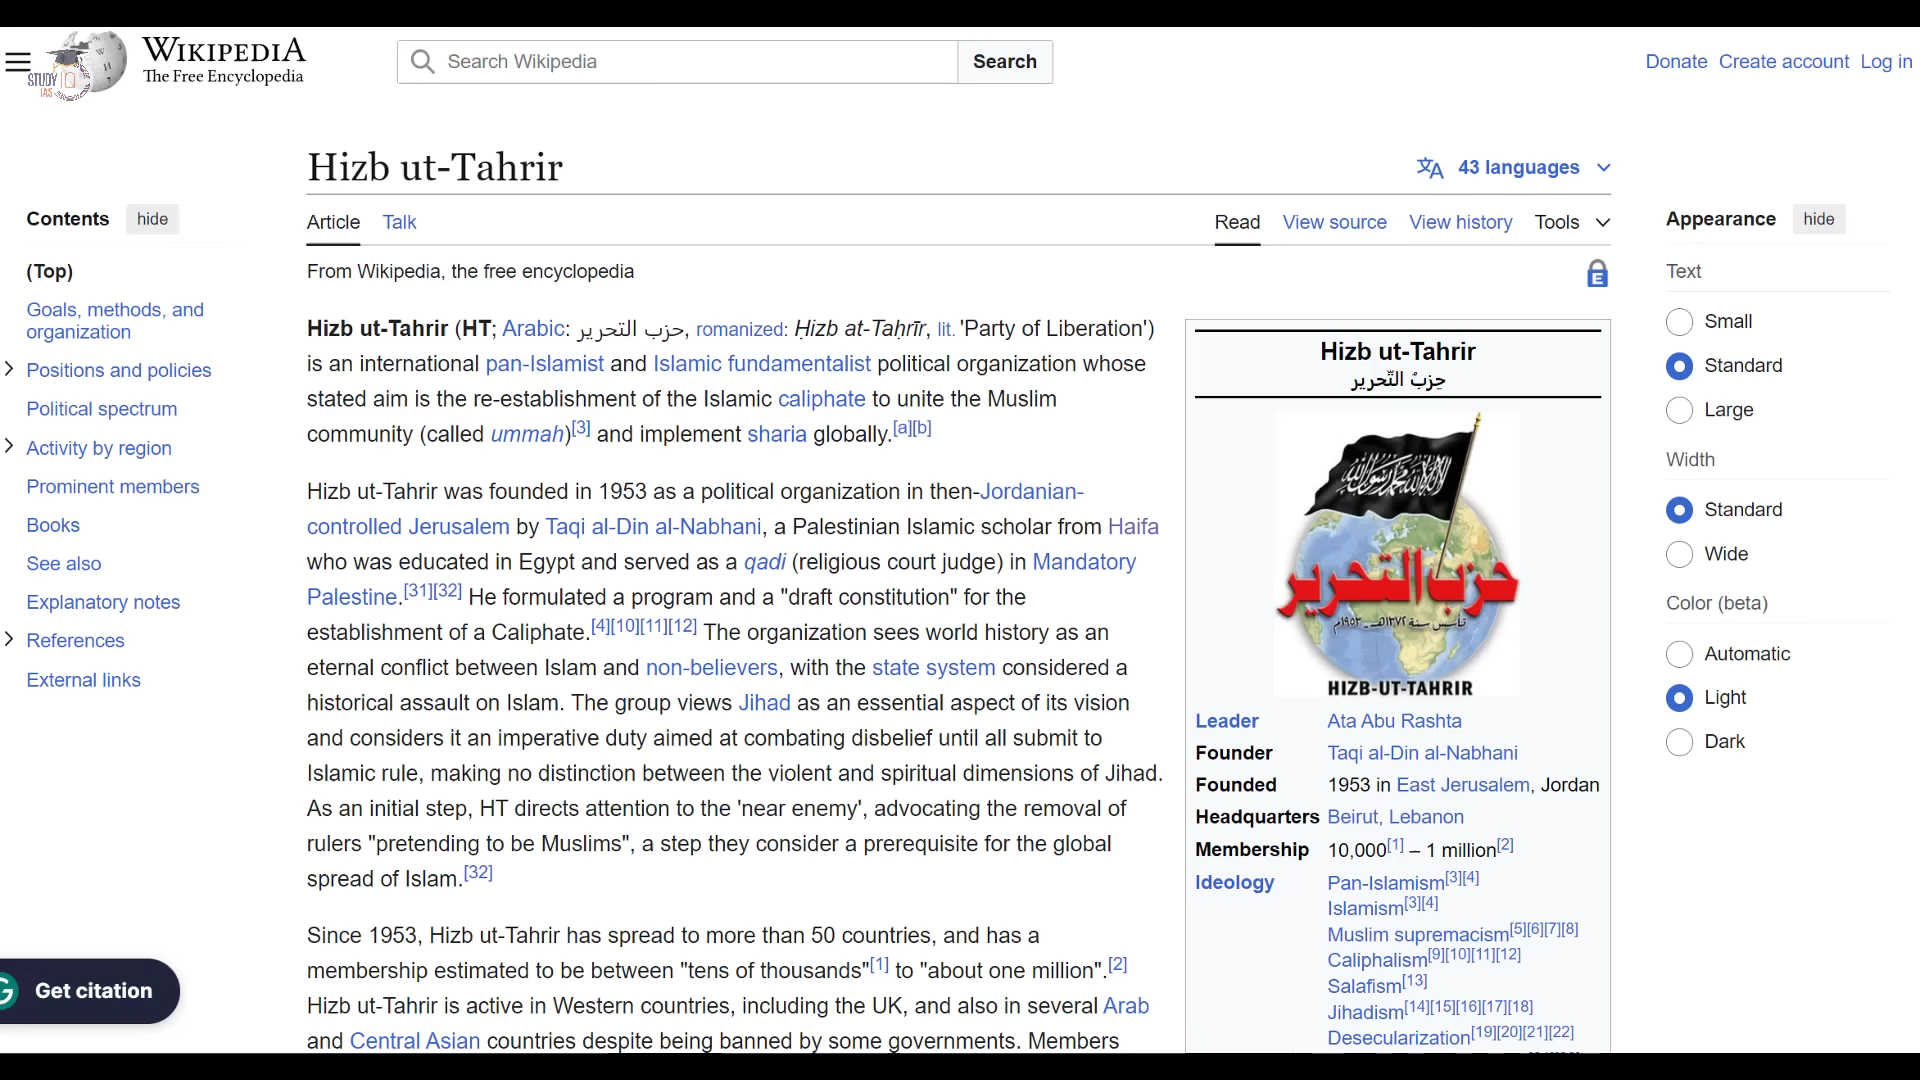 WIKIPEDIA
The Free Encyclopedia
STUDY
IAS
Search Wikipedia
Search
Donate Create account Log in
Hizb ut-Tahrir
43 languages
Contents hide
Article Talk
Read View source View history Tools
Appearance hide
From Wikipedia, the free encyclopedia
(Top)
Goals, methods, and
organization
Positions and policies
Political spectrum
Activity by region
Prominent members
Books
See also
Explanatory notes
References
External links
Hizb ut-Tahrir (HT; Arabic: حزب التحرير, romanized: Ḥizb at-Taḥrīr, lit. 'Party of Liberation')
is an international pan-Islamist and Islamic fundamentalist political organization whose
stated aim is the re-establishment of the Islamic caliphate to unite the Muslim
community (called ummah)[3] and implement sharia globally.[a][b]
Hizb ut-Tahrir was founded in 1953 as a political organization in then-Jordanian-
controlled Jerusalem by Taqi al-Din al-Nabhani, a Palestinian Islamic scholar from Haifa
who was educated in Egypt and served as a qadi (religious court judge) in Mandatory
Palestine.[31][32] He formulated a program and a "draft constitution" for the
establishment of a Caliphate.[4][10][11][12] The organization sees world history as an
eternal conflict between Islam and non-believers, with the state system considered a
historical assault on Islam. The group views Jihad as an essential aspect of its vision
and considers it an imperative duty aimed at combating disbelief until all submit to
Islamic rule, making no distinction between the violent and spiritual dimensions of Jihad.
As an initial step, HT directs attention to the 'near enemy', advocating the removal of
rulers "pretending to be Muslims", a step they consider a prerequisite for the global
spread of Islam.[32]
Since 1953, Hizb ut-Tahrir has spread to more than 50 countries, and has a
membership estimated to be between "tens of thousands"[1] to "about one million".[2]
Hizb ut-Tahrir is active in Western countries, including the UK, and also in several Arab
and Central Asian countries despite being banned by some governments. Members
Hizb ut-Tahrir
حِزبُ التّحرير
لا إله إلا الله محمد رسول الله
حزب التحرير
تأسس سنة ١٣٧٢هـ - ١٩٥٣م
HIZB-UT-TAHRIR
Leader Ata Abu Rashta
Founder Taqi al-Din al-Nabhani
Founded 1953 in East Jerusalem, Jordan
Headquarters Beirut, Lebanon
Membership 10,000[1] – 1 million[2]
Ideology Pan-Islamism[3][4]
Islamism[3][4]
Muslim supremacism[5][6][7][8]
Caliphalism[9][10][11][12]
Salafism[13]
Jihadism[14][15][16][17][18]
Desecularization[19][20][21][22]
Text
Small
Standard
Large
Width
Standard
Wide
Color (beta)
Automatic
Light
Dark
Get citation